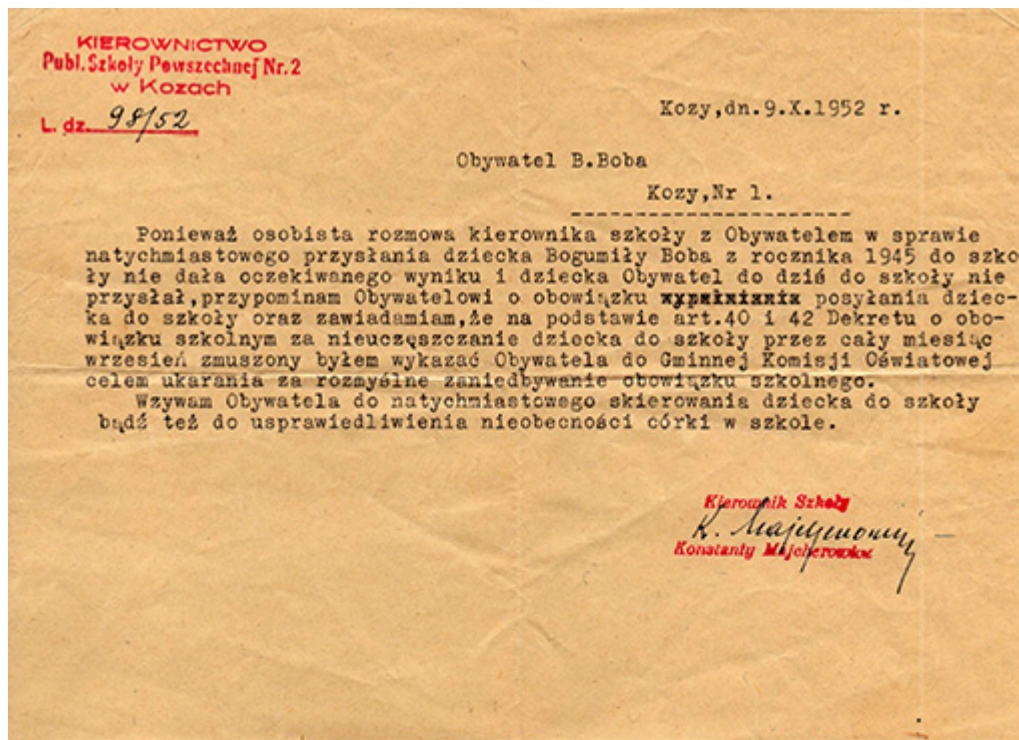 KIEROWNICTWO
Publ. Szkoły Powszechnej Nr. 2
w Kozach
L. dz. 98/52
Kozy,dn.9.X.1952 r.
Obywatel B.Boba
Kozy,Nr 1.
Ponieważ osobista rozmowa kierownika szkoły z Obywatelem w sprawie
natychmiastowego przysłania dziecka Bogumiły Boba z rocznika 1945 do szko
ły nie dała oczekiwanego wyniku i dziecka Obywatel do dziś do szkoły nie
przysłał,przypominam Obywatelowi o obowiązku posyłania dziec-
ka do szkoły oraz zawiadamiam,że na podstawie art.40 i 42 Dekretu o obo-
wiązku szkolnym za nieuczęszczanie dziecka do szkoły przez cały miesiąc
wrzesień zmuszony byłem wykazać Obywatela do Gminnej Komisji Oświatowej
celem ukarania za rozmyślne zaniedbywanie obowiązku szkolnego.
Wzywam Obywatela do natychmiastowego skierowania dziecka do szkoły
bądź też do usprawiedliwienia nieobecności córki w szkole.
Kierownik Szkoły
Konstanty Majcherowicz